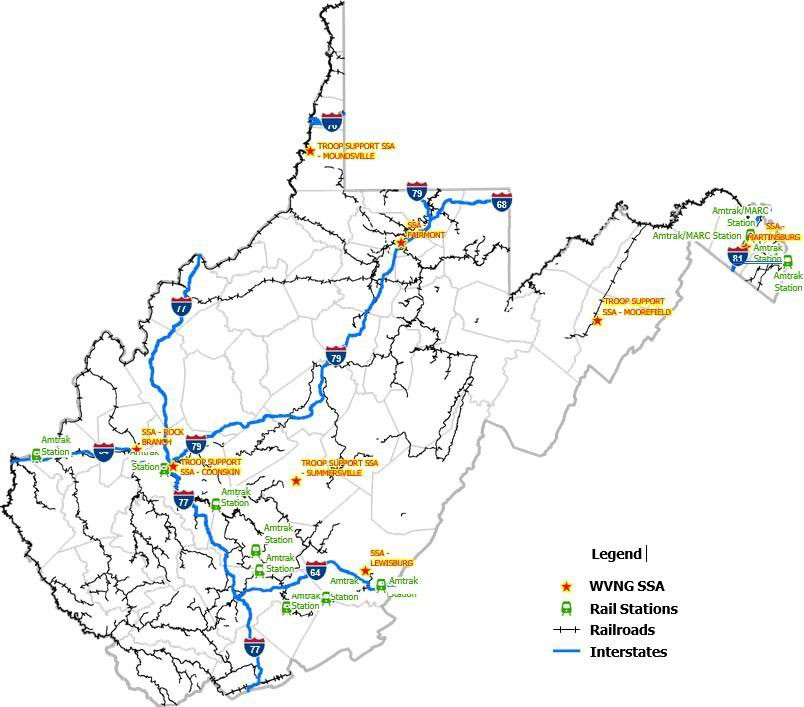 70
TROOP SUPPORT SSA
- MOUNDSVILLE
79
68
SSA
FAIRMONT
Amtrak/MARC
Station
Amtrak/MARC Station
SSA -
MARTINSBURG
81
Amtrak
Station
Amtrak
Station
77
TROOP SUPPORT
SSA - MOOREFIELD
79
SSA - ROCK
BRANCH
Amtrak
Station
79
Amtrak
Station
TROOP SUPPORT
SSA - COONSKIN
TROOP SUPPORT SSA
- SUMMERSVILLE
77
Amtrak
Station
Amtrak
Station
Amtrak
Station
SSA -
LEWISBURG
64
Amtrak
Station
Amtrak
Station
Amtrak
Station
77
Legend
WVNG SSA
Rail Stations
Railroads
Interstates